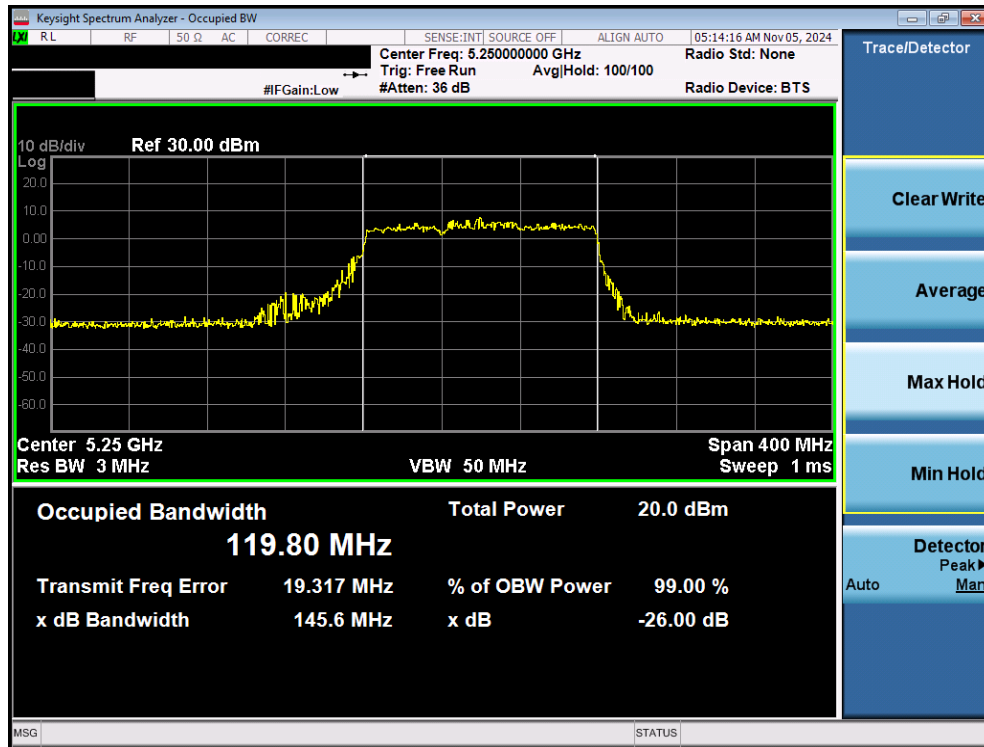 Keysight Spectrum Analyzer - Occupied BW
LXI RL RF 50 Ω AC CORREC SENSE:INT SOURCE OFF ALIGN AUTO 05:14:16 AM Nov 05, 2024
Center Freq: 5.250000000 GHz Radio Std: None
Trig: Free Run Avg|Hold: 100/100
#IFGain:Low #Atten: 36 dB Radio Device: BTS
Trace/Detector
10 dB/div Ref 30.00 dBm
Log
20.0
10.0
0.00
-10.0
-20.0
-30.0
-40.0
-50.0
-60.0
Center 5.25 GHz Span 400 MHz
Res BW 3 MHz VBW 50 MHz Sweep 1 ms
Occupied Bandwidth Total Power 20.0 dBm
119.80 MHz
Transmit Freq Error 19.317 MHz % of OBW Power 99.00 %
x dB Bandwidth 145.6 MHz x dB -26.00 dB
Clear Write
Average
Max Hold
Min Hold
Detector
Peak
Auto Man
MSG STATUS